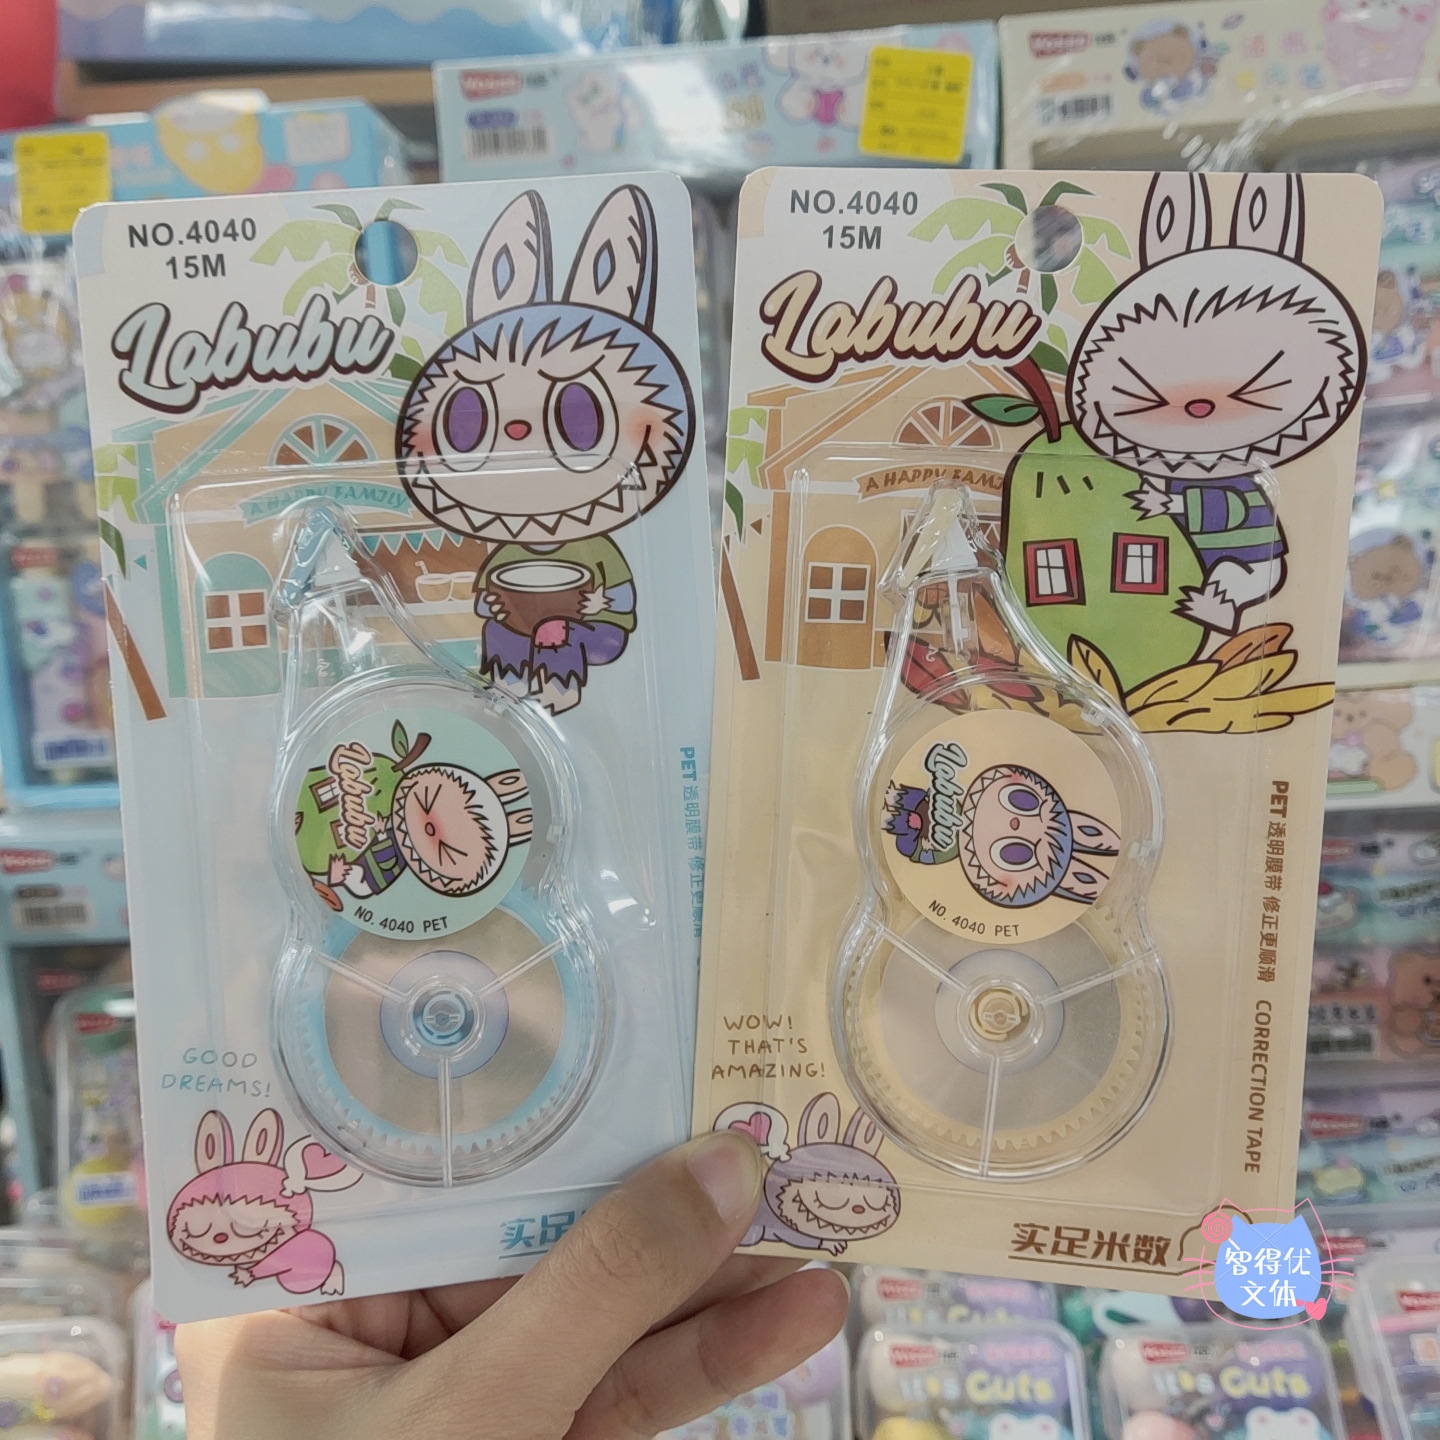 NO.4040
15M
Labubu
A HAPPY FAMILY
Labubu
NO. 4040 PET
GOOD
DREAMS!
PET 透明膜带 修正更顺滑
实足
NO.4040
15M
Labubu
A HAPPY FAMI
Labubu
NO. 4040 PET
WOW!
THAT'S
AMAZING!
PET 透明膜带 修正更顺滑 CORRECTION TAPE
实足米数
智得优
文体